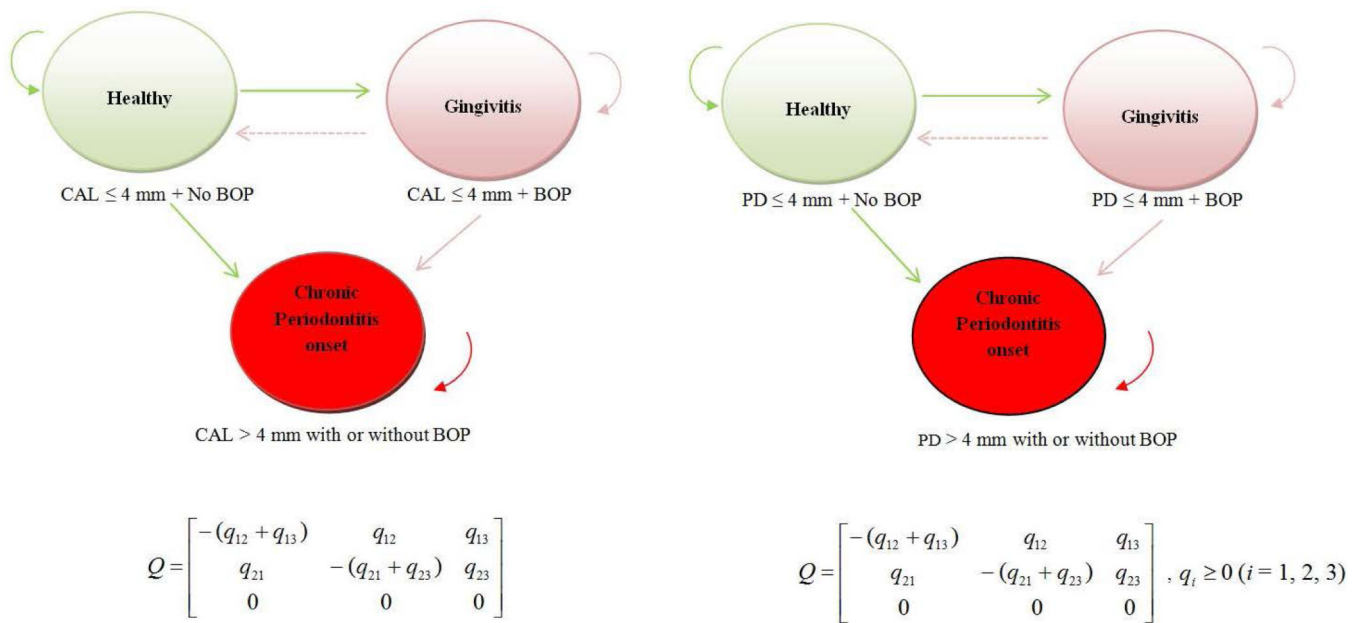 Healthy
Gingivitis
CAL ≤ 4 mm + No BOP
CAL ≤ 4 mm + BOP
Chronic
Periodontitis
onset
CAL > 4 mm with or without BOP
Q = [ −(q12 + q13) q12 q13
q21 −(q21 + q23) q23
0 0 0 ]
Healthy
Gingivitis
PD ≤ 4 mm + No BOP
PD ≤ 4 mm + BOP
Chronic
Periodontitis
onset
PD > 4 mm with or without BOP
Q = [ −(q12 + q13) q12 q13
q21 −(q21 + q23) q23
0 0 0 ] , qi ≥ 0 (i = 1, 2, 3)